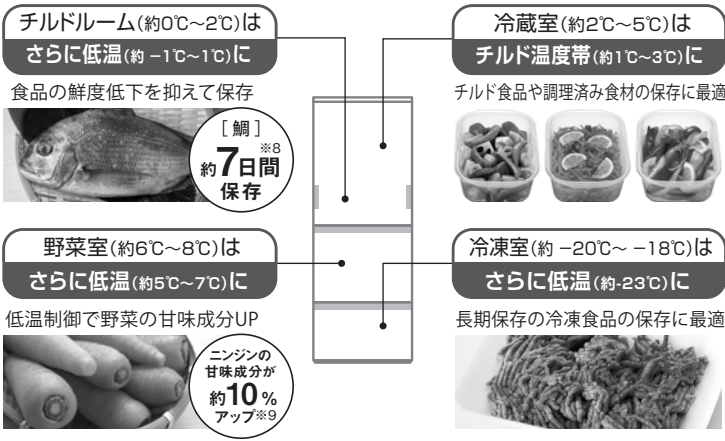 チルドルーム(約0℃〜2℃)は
さらに低温(約 −1℃〜1℃)に
食品の鮮度低下を抑えて保存
[鯛]
※8
約7日間
保存
冷蔵室(約2℃〜5℃)は
チルド温度帯(約1℃〜3℃)に
チルド食品や調理済み食材の保存に最適
野菜室(約6℃〜8℃)は
さらに低温(約5℃〜7℃)に
低温制御で野菜の甘味成分UP
ニンジンの
甘味成分が
約10%
アップ※9
冷凍室(約 −20℃〜 −18℃)は
さらに低温(約-23℃)に
長期保存の冷凍食品の保存に最適